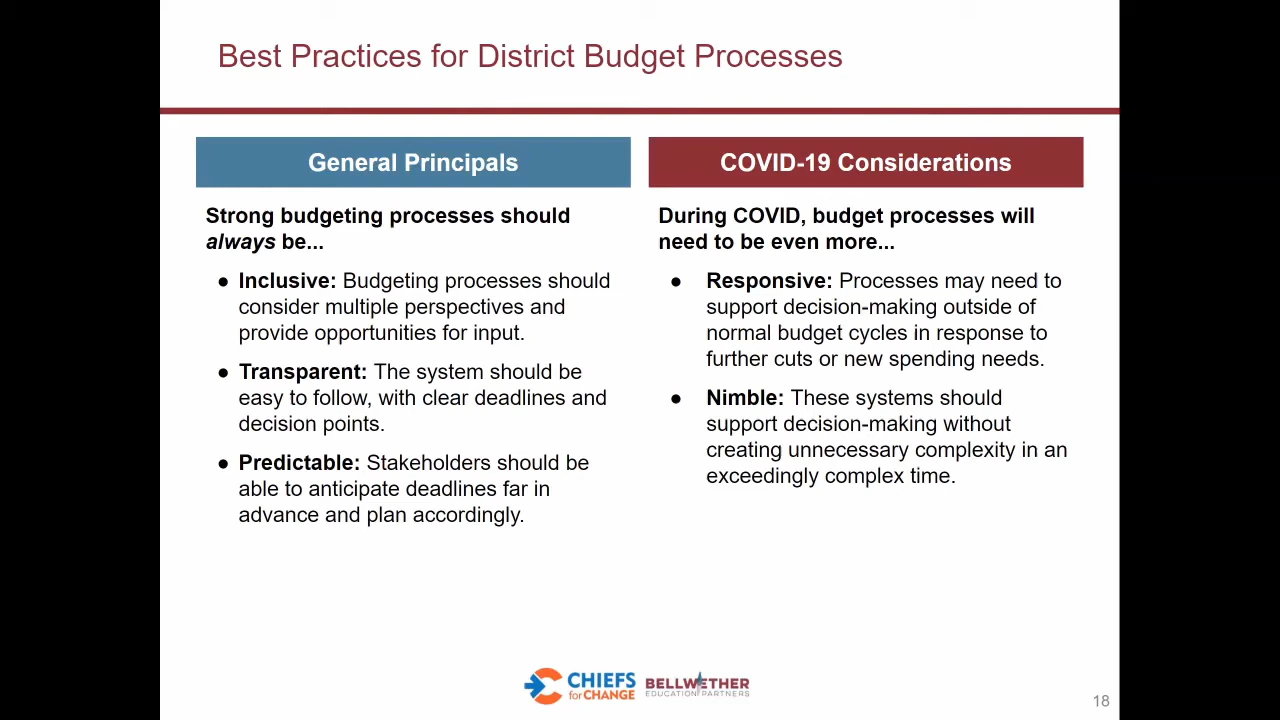 Best Practices for District Budget Processes
General Principals
Strong budgeting processes should
always be...
● Inclusive: Budgeting processes should
consider multiple perspectives and
provide opportunities for input.
● Transparent: The system should be
easy to follow, with clear deadlines and
decision points.
● Predictable: Stakeholders should be
able to anticipate deadlines far in
advance and plan accordingly.
COVID-19 Considerations
During COVID, budget processes will
need to be even more...
● Responsive: Processes may need to
support decision-making outside of
normal budget cycles in response to
further cuts or new spending needs.
● Nimble: These systems should
support decision-making without
creating unnecessary complexity in an
exceedingly complex time.
CHIEFS
for CHANGE
BELLWETHER
EDUCATION PARTNERS
18